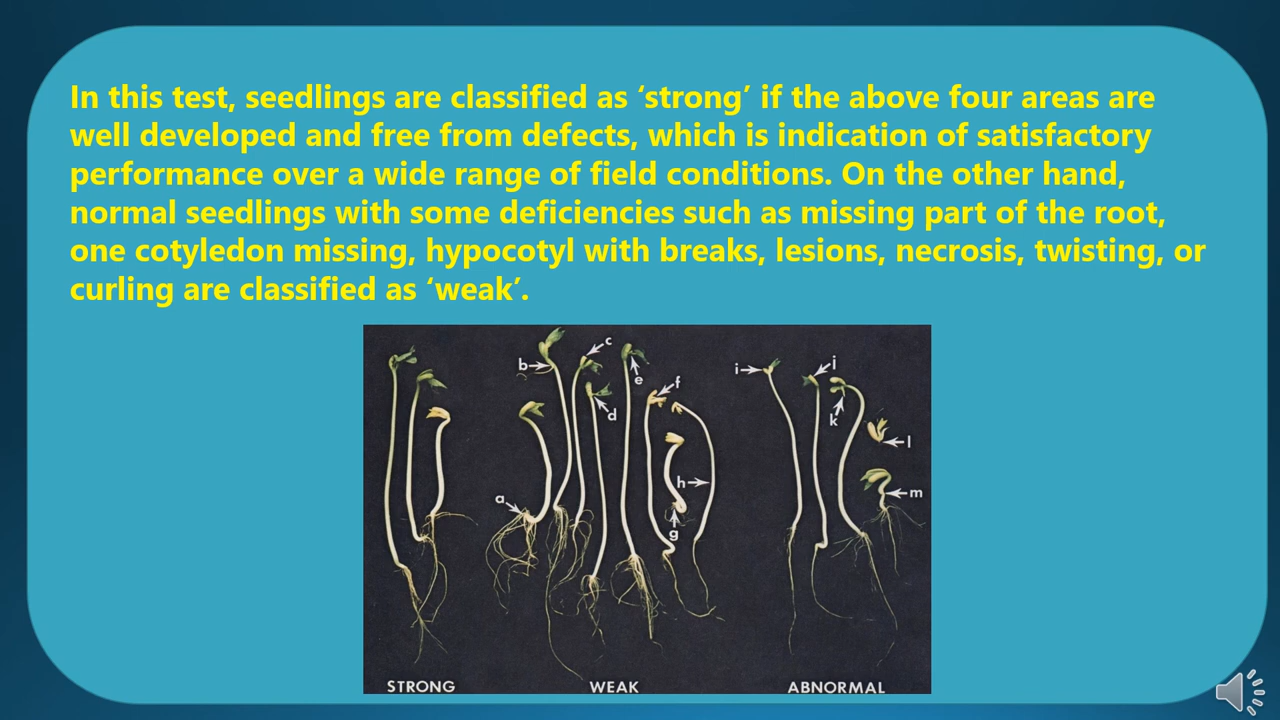 In this test, seedlings are classified as ‘strong’ if the above four areas are
well developed and free from defects, which is indication of satisfactory
performance over a wide range of field conditions. On the other hand,
normal seedlings with some deficiencies such as missing part of the root,
one cotyledon missing, hypocotyl with breaks, lesions, necrosis, twisting, or
curling are classified as ‘weak’.
c
b
e
f
d
a
h
g
i
j
k
l
m
STRONG WEAK ABNORMAL